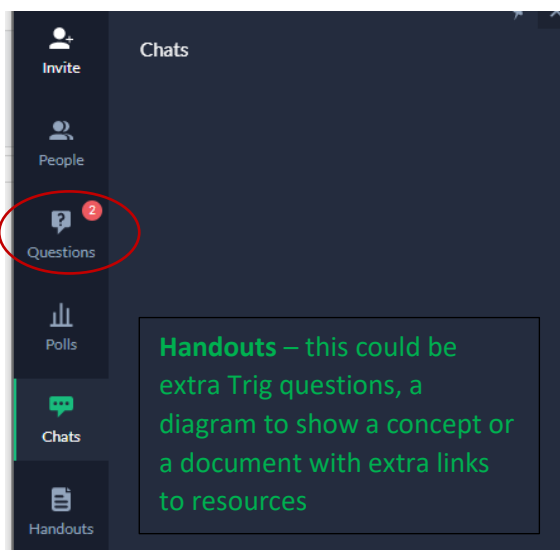 Invite
Chats
People
2
Questions
Polls
Chats
Handouts
Handouts – this could be
extra Trig questions, a
diagram to show a concept or
a document with extra links
to resources